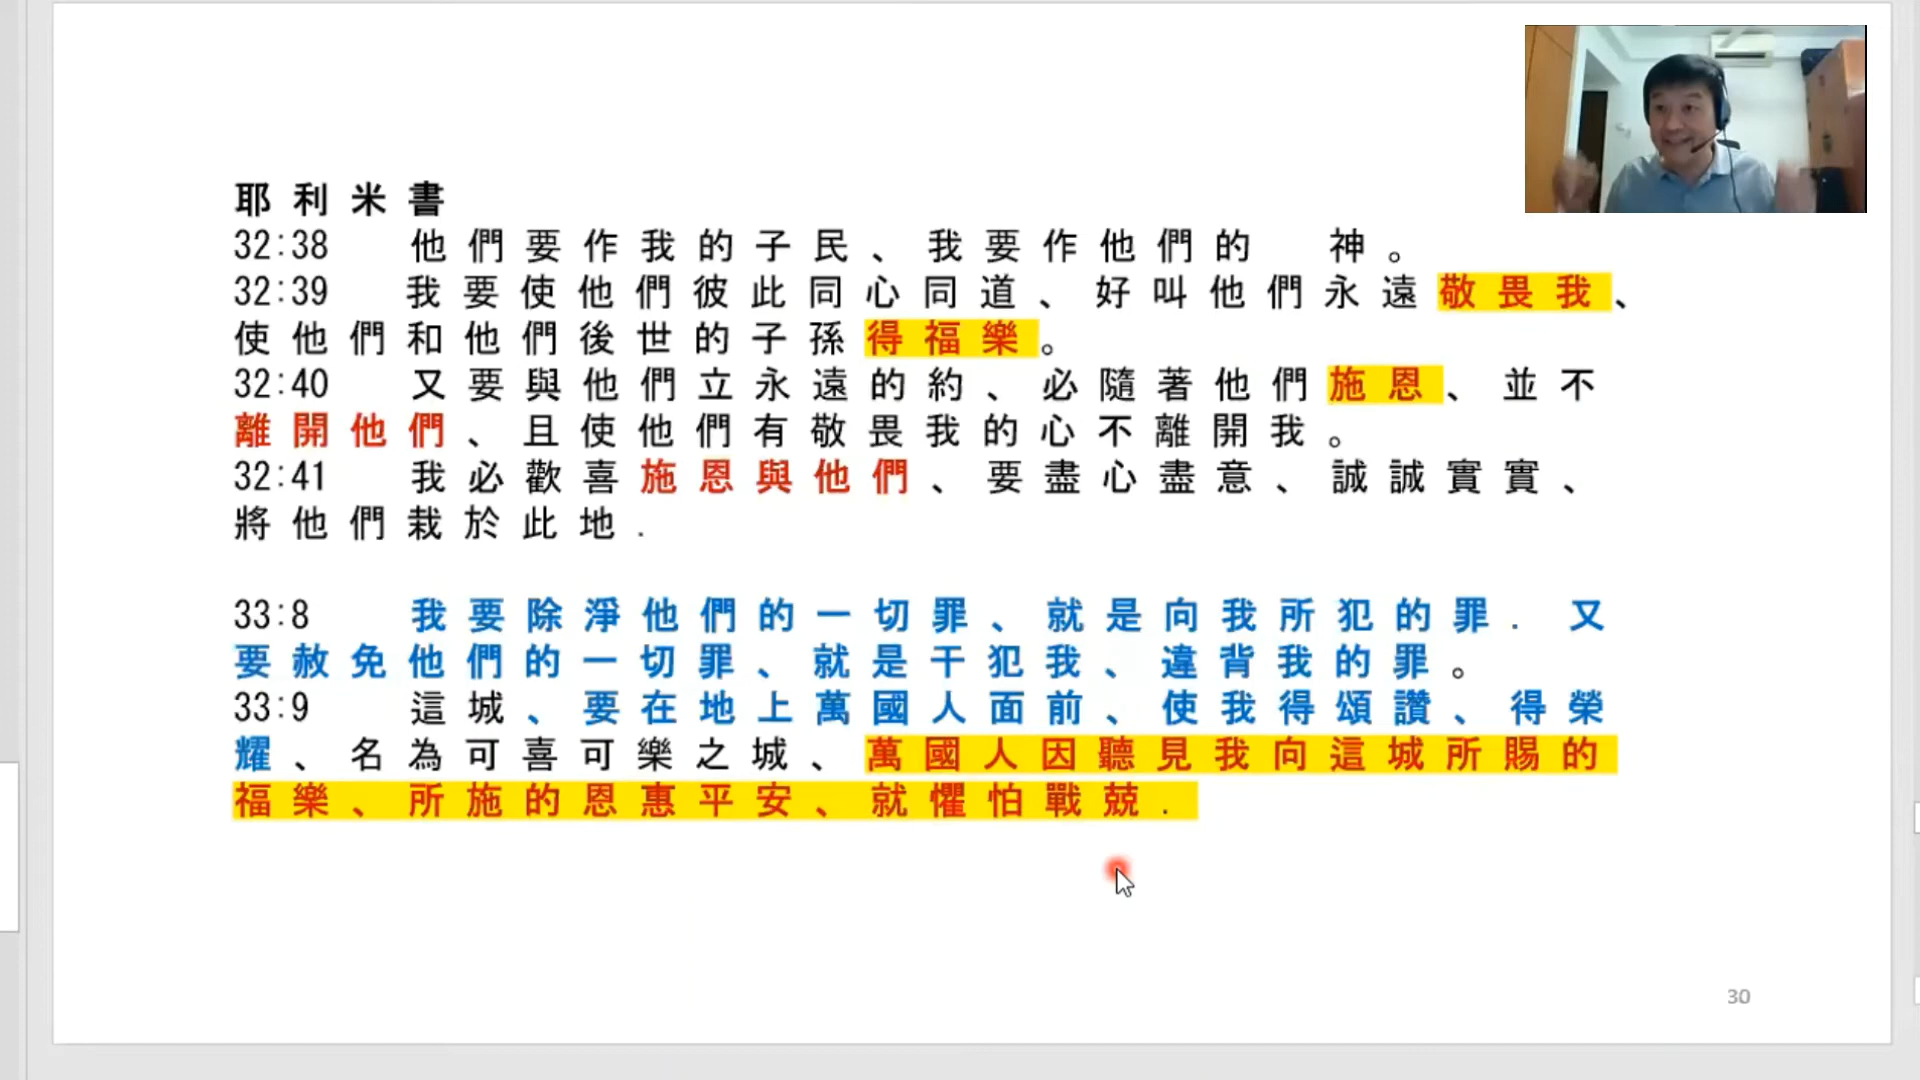 耶利米書
32:38 他們要作我的子民、我要作他們的 神。
32:39 我要使他們彼此同心同道、好叫他們永遠敬畏我、
使他們和他們後世的子孫得福樂。
32:40 又要與他們立永遠的約、必隨著他們施恩、並不
離開他們、且使他們有敬畏我的心不離開我。
32:41 我必歡喜施恩與他們、要盡心盡意、誠誠實實、
將他們栽於此地.
33:8 我要除淨他們的一切罪、就是向我所犯的罪. 又
要赦免他們的一切罪、就是干犯我、違背我的罪。
33:9 這城、要在地上萬國人面前、使我得頌讚、得榮
耀、名為可喜可樂之城、萬國人因聽見我向這城所賜的
福樂、所施的恩惠平安、就懼怕戰兢.
30